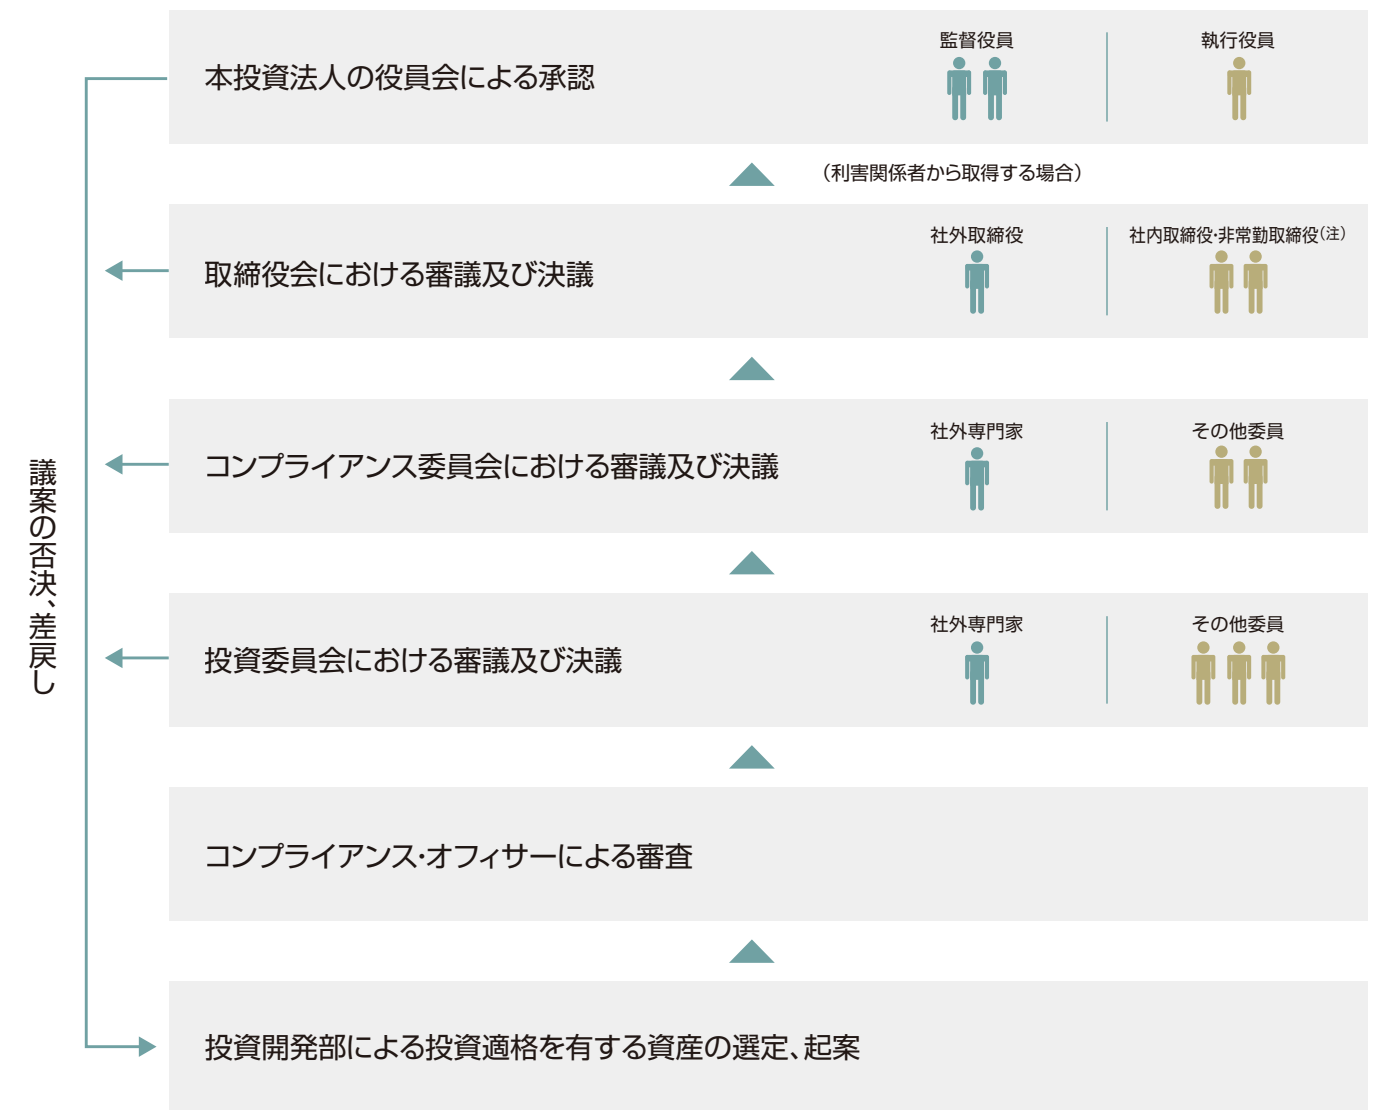 本投資法人の役員会による承認
監督役員
執行役員
(利害関係者から取得する場合)
取締役会における審議及び決議
社外取締役
社内取締役・非常勤取締役(注)
コンプライアンス委員会における審議及び決議
社外専門家
その他委員
議案の否決、差戻し
投資委員会における審議及び決議
社外専門家
その他委員
コンプライアンス・オフィサーによる審査
投資開発部による投資適格を有する資産の選定、起案